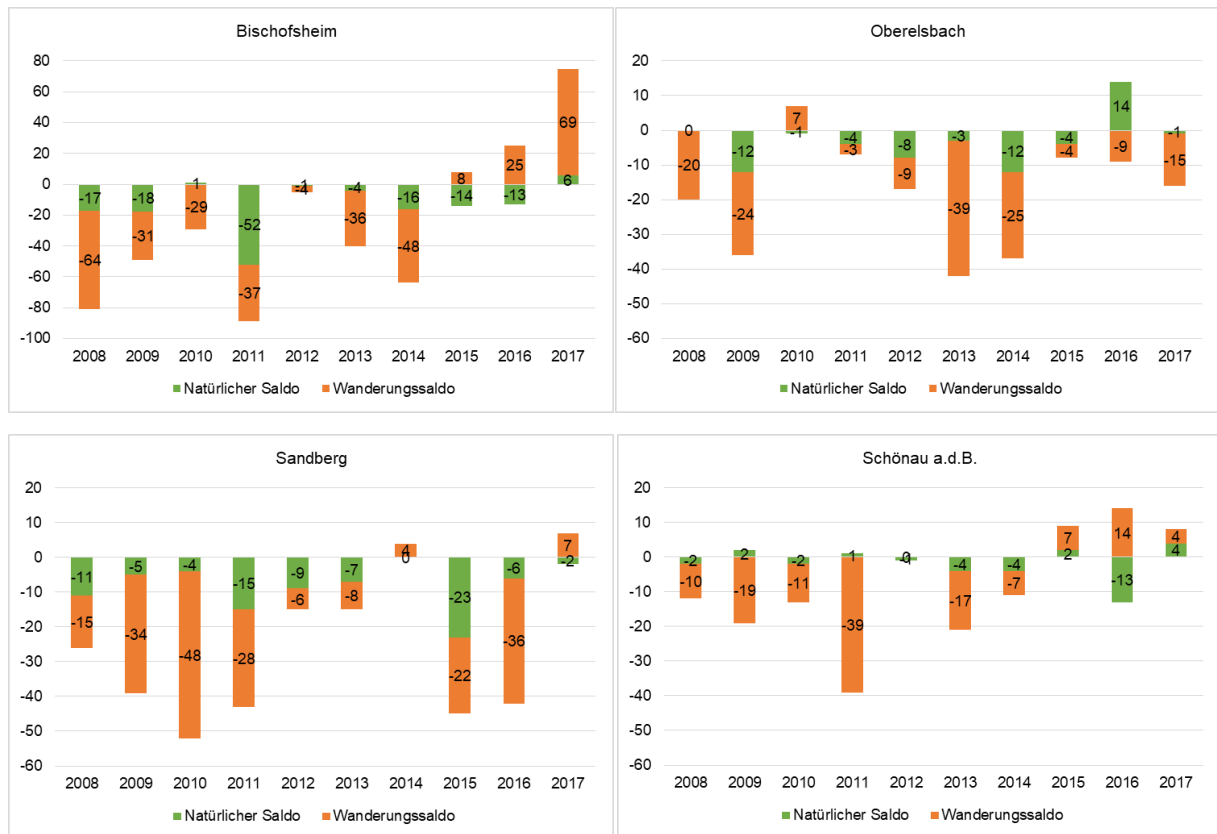 Bischofsheim
80
60
40
20
0
-20
-40
-60
-80
-100
-17 -18 1 -52 -1 -4 -16 8 25 69
-64 -31 -29 -37 -4 -36 -48 -14 -13 6
2008 2009 2010 2011 2012 2013 2014 2015 2016 2017
Natürlicher Saldo Wanderungssaldo
Oberelsbach
20
10
0
-10
-20
-30
-40
-50
-60
0 -12 7 -4 -8 -3 -12 -4 14 -1
-20 -24 -1 -3 -9 -39 -25 -4 -9 -15
2008 2009 2010 2011 2012 2013 2014 2015 2016 2017
Natürlicher Saldo Wanderungssaldo
Sandberg
20
10
0
-10
-20
-30
-40
-50
-60
-11 -5 -4 -15 -9 -7 4 -23 -6 7
-15 -34 -48 -28 -6 -8 0 -22 -36 -2
2008 2009 2010 2011 2012 2013 2014 2015 2016 2017
Natürlicher Saldo Wanderungssaldo
Schönau a.d.B.
20
10
0
-10
-20
-30
-40
-50
-60
-2 2 -2 1 0 -4 -4 7 14 4
-10 -19 -11 -39 -1 -17 -7 2 -13 4
2008 2009 2010 2011 2012 2013 2014 2015 2016 2017
Natürlicher Saldo Wanderungssaldo